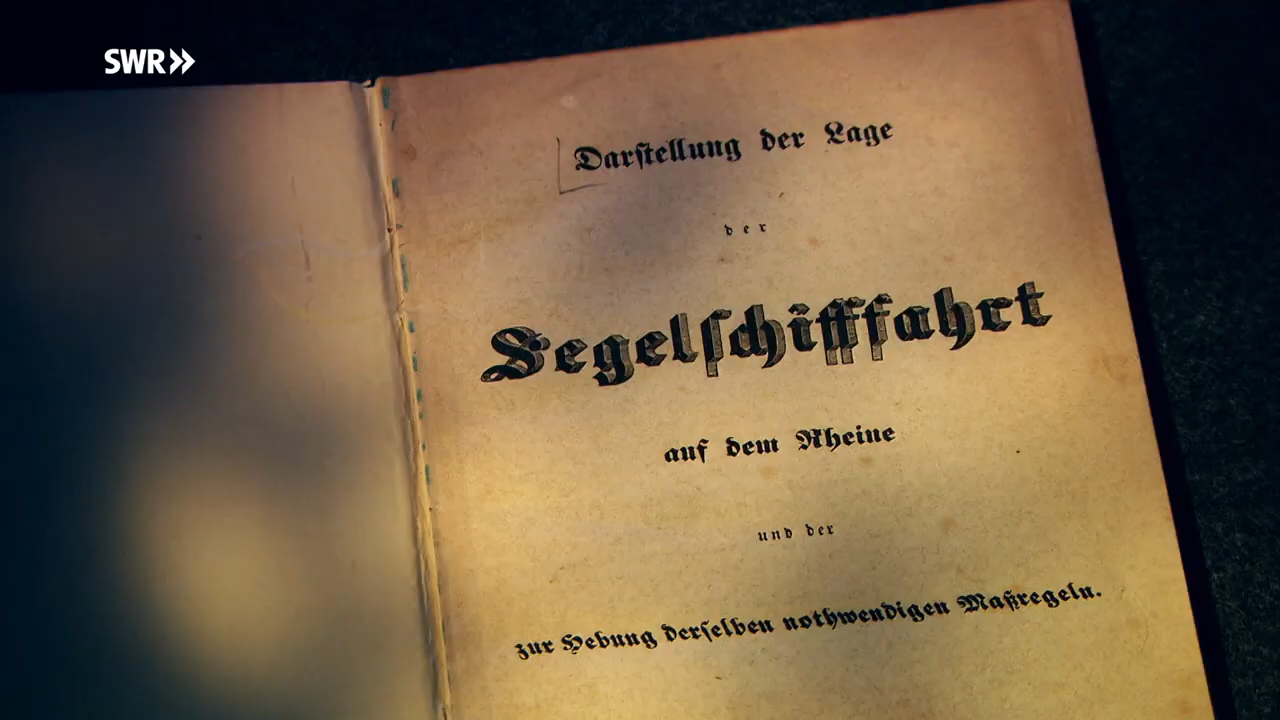 SWR»
Darstellung der Lage
der
Segelschifffahrt
auf dem Rheine
und der
zur Hebung derselben nothwendigen Maßregeln.